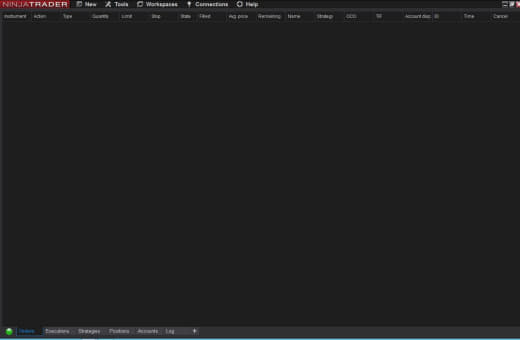 NINJATRADER New Tools Workspaces Connections Help
Instrument Action Type Quantity Limit Stop State Filled Avg. price Remaining Name Strategy OCO TIF Account disp. ID Time Cancel
Orders Executions Strategies Positions Accounts Log +